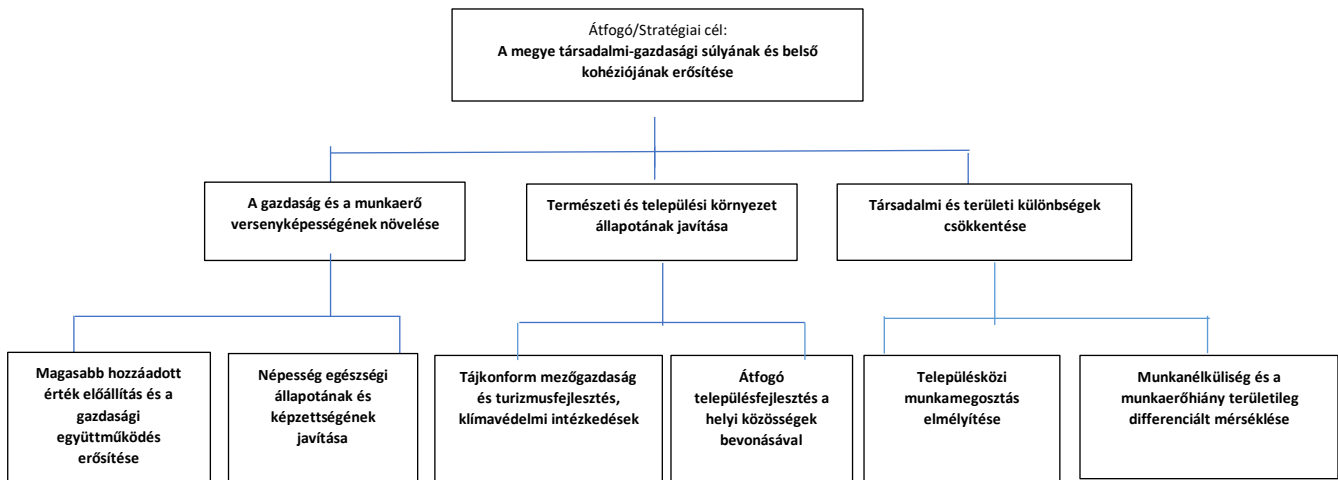 Átfogó/Stratégiai cél:
A megye társadalmi-gazdasági súlyának és belső
kohéziójának erősítése
A gazdaság és a munkaerő
versenyképességének növelése
Természeti és települési környezet
állapotának javítása
Társadalmi és területi különbségek
csökkentése
Magasabb hozzáadott
érték előállítás és a
gazdasági
együttműködés
erősítése
Népesség egészségi
állapotának és
képzettségének
javítása
Tájkonform mezőgazdaság
és turizmusfejlesztés,
klímavédelmi intézkedések
Átfogó
településfejlesztés a
helyi közösségek
bevonásával
Településközi
munkamegosztás
elmélyítése
Munkanélküliség és a
munkaerőhiány területileg
differenciált mérséklése